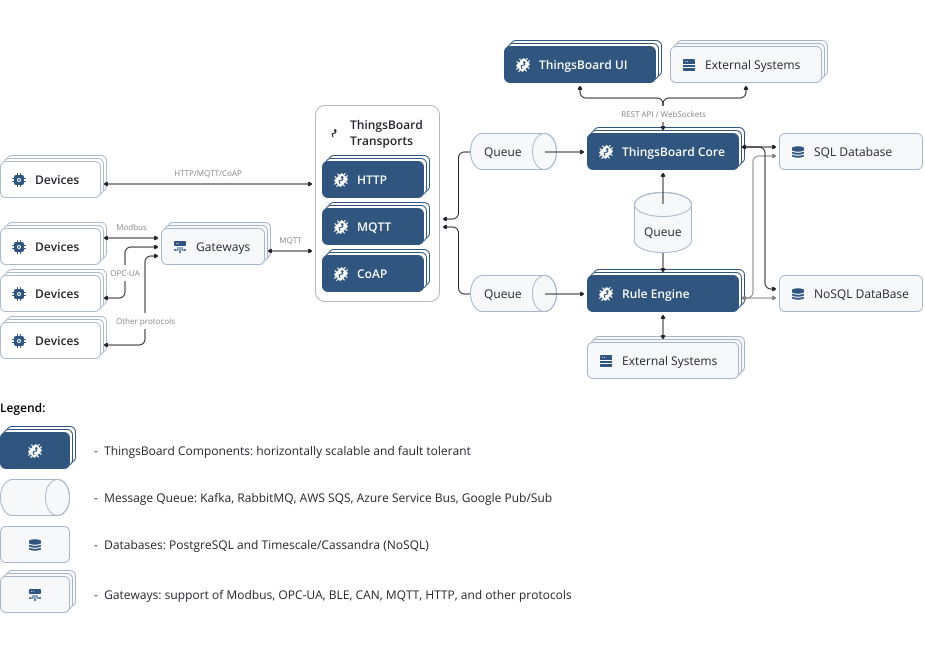 ThingsBoard UI
External Systems
REST API / WebSockets
ThingsBoard
Transports
Queue
ThingsBoard Core
SQL Database
Devices
HTTP/MQTT/CoAP
HTTP
MQTT
CoAP
Devices
Modbus
Gateways
MQTT
OPC-UA
Devices
Other protocols
Devices
Queue
Queue
Rule Engine
NoSQL DataBase
External Systems
Legend:
- ThingsBoard Components: horizontally scalable and fault tolerant
- Message Queue: Kafka, RabbitMQ, AWS SQS, Azure Service Bus, Google Pub/Sub
- Databases: PostgreSQL and Timescale/Cassandra (NoSQL)
- Gateways: support of Modbus, OPC-UA, BLE, CAN, MQTT, HTTP, and other protocols